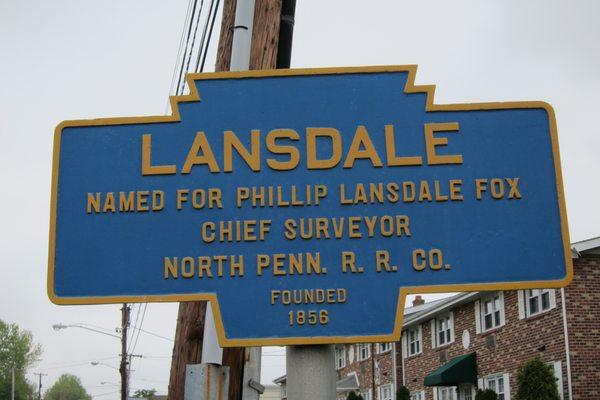 LANSDALE
NAMED FOR PHILLIP LANSDALE FOX
CHIEF SURVEYOR
NORTH PENN. R. R. CO.
FOUNDED
1856